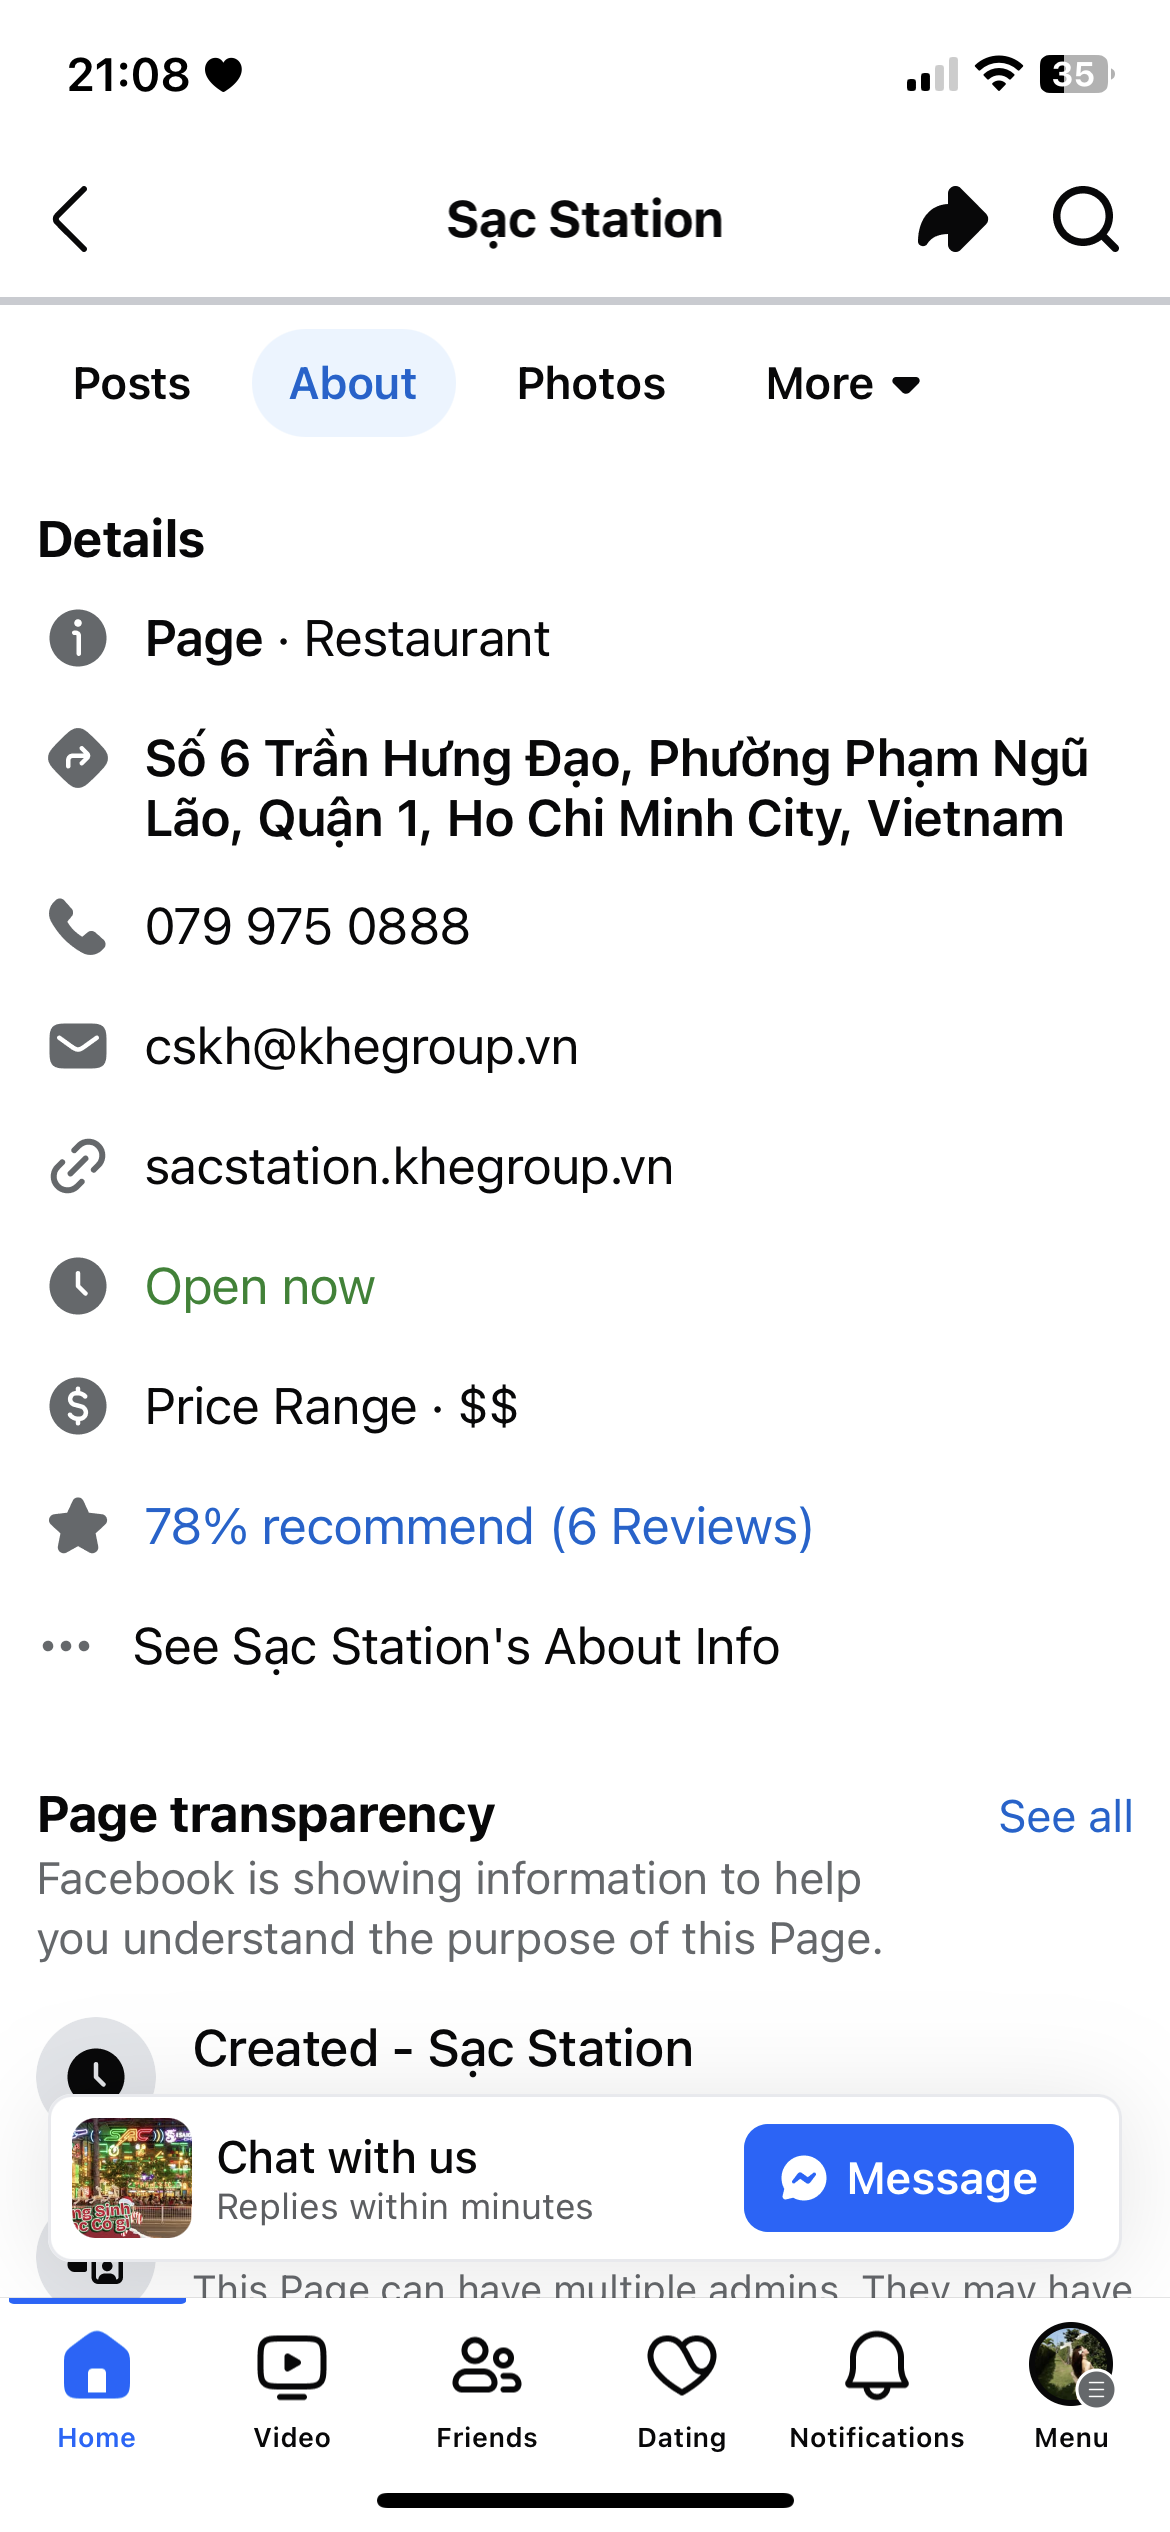 21:08
35
Sạc Station
Posts
About
Photos
More
Details
Page · Restaurant
Số 6 Trần Hưng Đạo, Phường Phạm Ngũ
Lão, Quận 1, Ho Chi Minh City, Vietnam
079 975 0888
cskh@khegroup.vn
sacstation.khegroup.vn
Open now
Price Range · $$
78% recommend (6 Reviews)
See Sạc Station's About Info
Page transparency
See all
Facebook is showing information to help
you understand the purpose of this Page.
Created - Sạc Station
Chat with us
Replies within minutes
Message
This Page can have multiple admins. They may have
Home
Video
Friends
Dating
Notifications
Menu